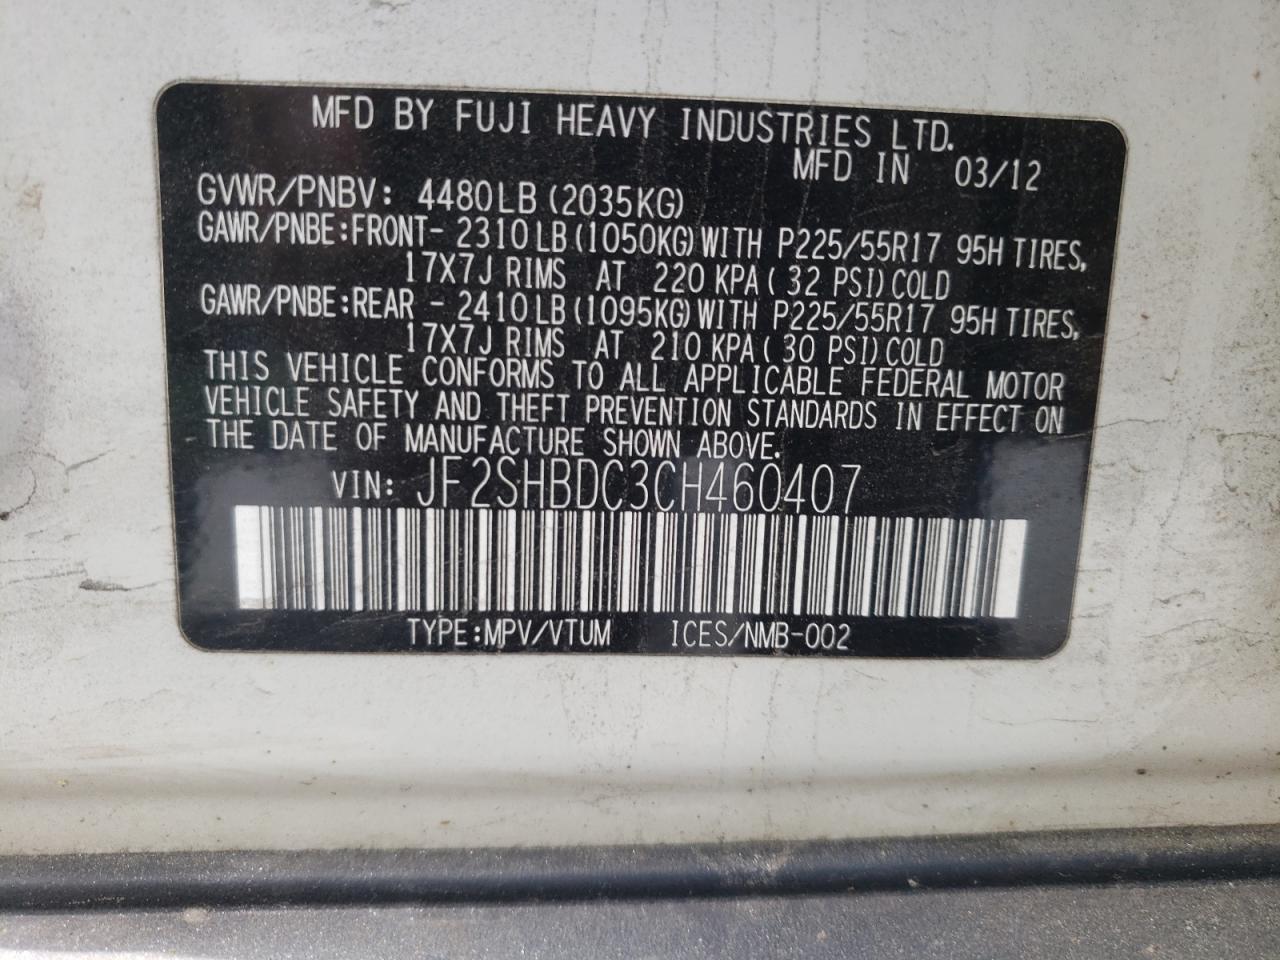 MFD BY FUJI HEAVY INDUSTRIES LTD.
MFD IN 03/12
GVWR/PNBV: 4480LB (2035KG)
GAWR/PNBE:FRONT- 2310LB(1050KG)WITH P225/55R17 95H TIRES,
17X7J RIMS AT 220 KPA( 32 PSI)COLD
GAWR/PNBE:REAR - 2410LB(1095KG)WITH P225/55R17 95H TIRES,
17X7J RIMS AT 210 KPA( 30 PSI)COLD
THIS VEHICLE CONFORMS TO ALL APPLICABLE FEDERAL MOTOR
VEHICLE SAFETY AND THEFT PREVENTION STANDARDS IN EFFECT ON
THE DATE OF MANUFACTURE SHOWN ABOVE.
VIN: JF2SHBDC3CH460407
TYPE:MPV/VTUM ICES/NMB-002